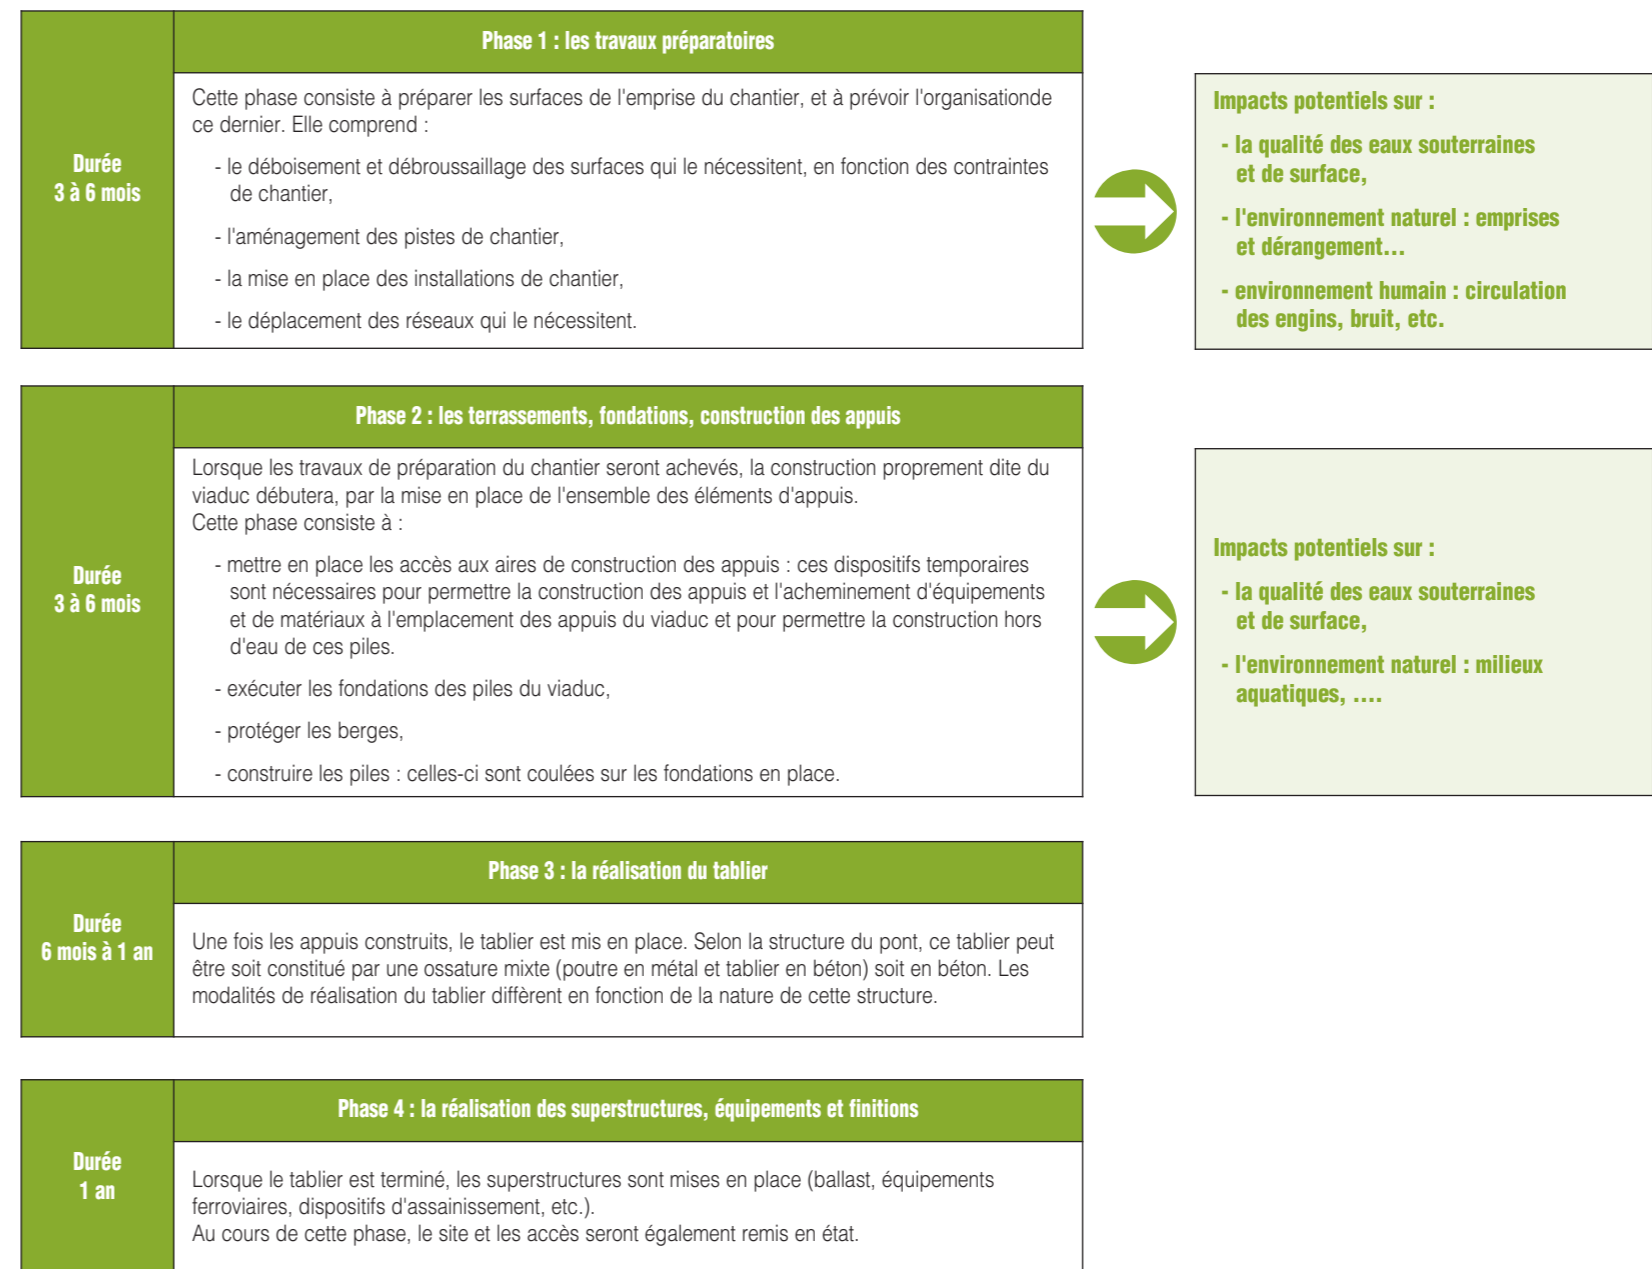 Phase 1 : les travaux préparatoires
Durée
3 à 6 mois
Cette phase consiste à préparer les surfaces de l'emprise du chantier, et à prévoir l'organisationde
ce dernier. Elle comprend :
- le déboisement et débroussaillage des surfaces qui le nécessitent, en fonction des contraintes
de chantier,
- l'aménagement des pistes de chantier,
- la mise en place des installations de chantier,
- le déplacement des réseaux qui le nécessitent.
Impacts potentiels sur :
- la qualité des eaux souterraines
et de surface,
- l'environnement naturel : emprises
et dérangement...
- environnement humain : circulation
des engins, bruit, etc.
Phase 2 : les terrassements, fondations, construction des appuis
Durée
3 à 6 mois
Lorsque les travaux de préparation du chantier seront achevés, la construction proprement dite du
viaduc débutera, par la mise en place de l'ensemble des éléments d'appuis.
Cette phase consiste à :
- mettre en place les accès aux aires de construction des appuis : ces dispositifs temporaires
sont nécessaires pour permettre la construction des appuis et l'acheminement d'équipements
et de matériaux à l'emplacement des appuis du viaduc et pour permettre la construction hors
d'eau de ces piles.
- exécuter les fondations des piles du viaduc,
- protéger les berges,
- construire les piles : celles-ci sont coulées sur les fondations en place.
Impacts potentiels sur :
- la qualité des eaux souterraines
et de surface,
- l'environnement naturel : milieux
aquatiques, ....
Phase 3 : la réalisation du tablier
Durée
6 mois à 1 an
Une fois les appuis construits, le tablier est mis en place. Selon la structure du pont, ce tablier peut
être soit constitué par une ossature mixte (poutre en métal et tablier en béton) soit en béton. Les
modalités de réalisation du tablier diffèrent en fonction de la nature de cette structure.
Phase 4 : la réalisation des superstructures, équipements et finitions
Durée
1 an
Lorsque le tablier est terminé, les superstructures sont mises en place (ballast, équipements
ferroviaires, dispositifs d'assainissement, etc.).
Au cours de cette phase, le site et les accès seront également remis en état.